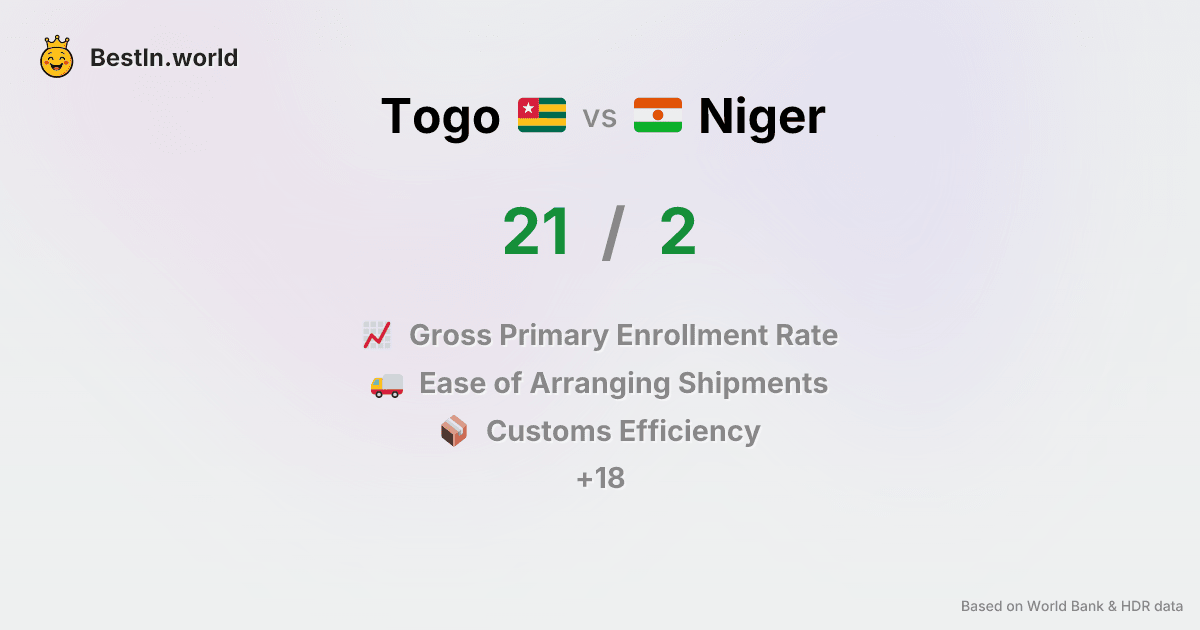 BestIn.world
Togo vs Niger
21 / 2
Gross Primary Enrollment Rate
Ease of Arranging Shipments
Customs Efficiency
+18
Based on World Bank & HDR data